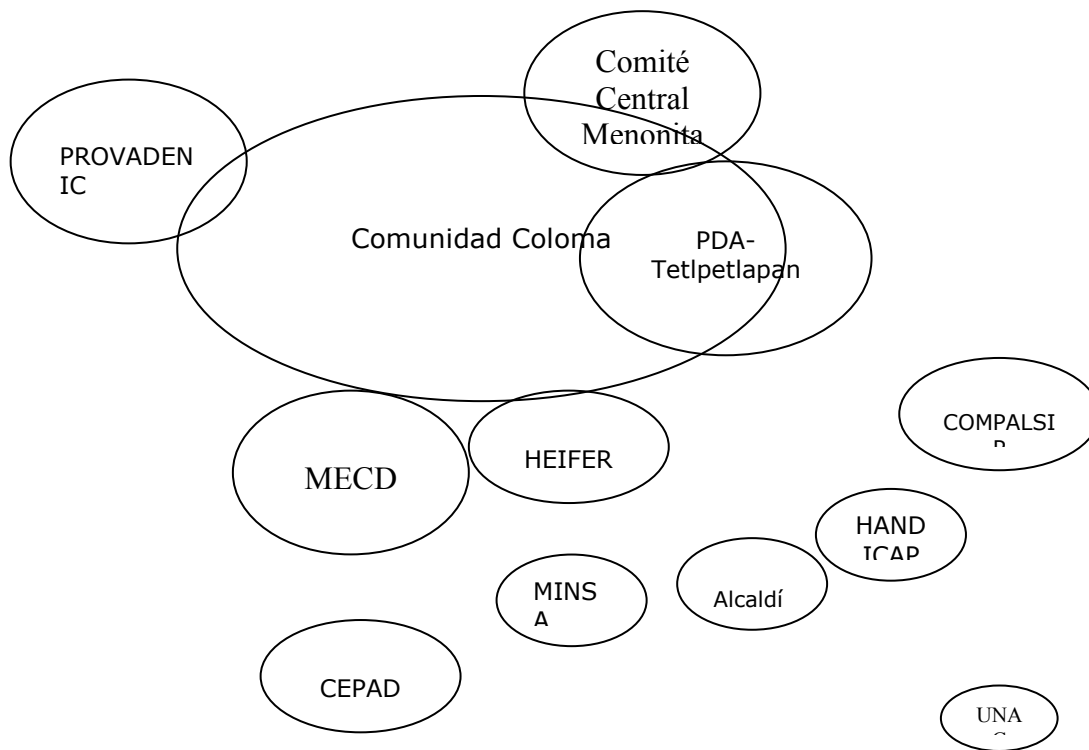 Comité
Central
Menonita
PROVADEN
IC
Comunidad Coloma
PDA-
Tetlpetlapan
COMPALSI
P
MECD
HEIFER
HAND
ICAP
MINS
A
Alcaldí
CEPAD
UNA